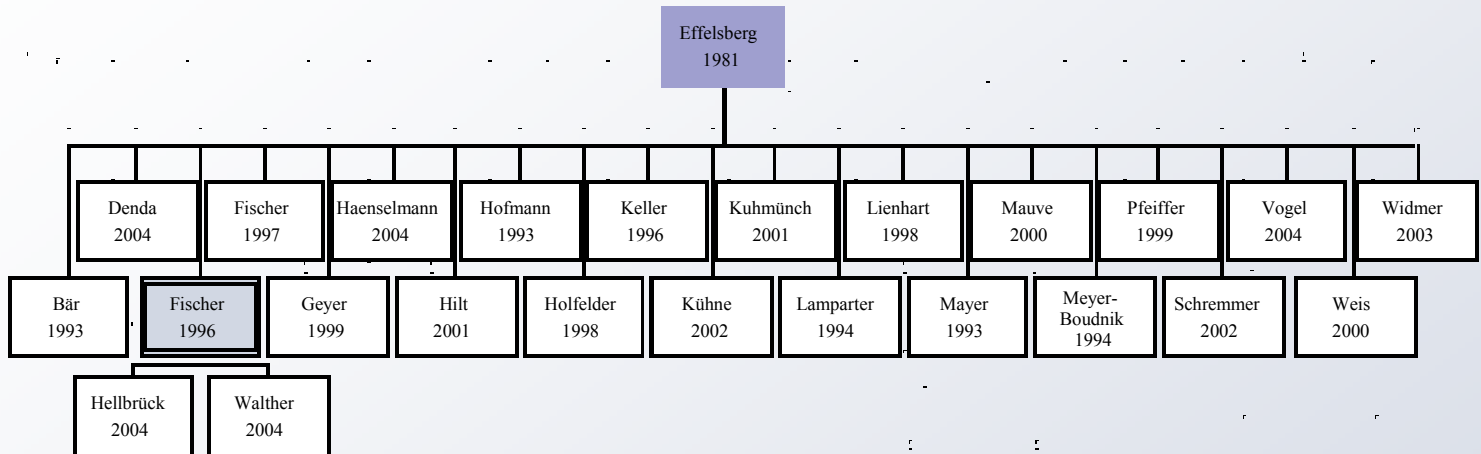 Effelsberg
1981
Denda
2004
Fischer
1997
Haenselmann
2004
Hofmann
1993
Keller
1996
Kuhmünch
2001
Lienhart
1998
Mauve
2000
Pfeiffer
1999
Vogel
2004
Widmer
2003
Bär
1993
Fischer
1996
Geyer
1999
Hilt
2001
Holfelder
1998
Kühne
2002
Lamparter
1994
Mayer
1993
Meyer-
Boudnik
1994
Schremmer
2002
Weis
2000
Hellbrück
2004
Walther
2004